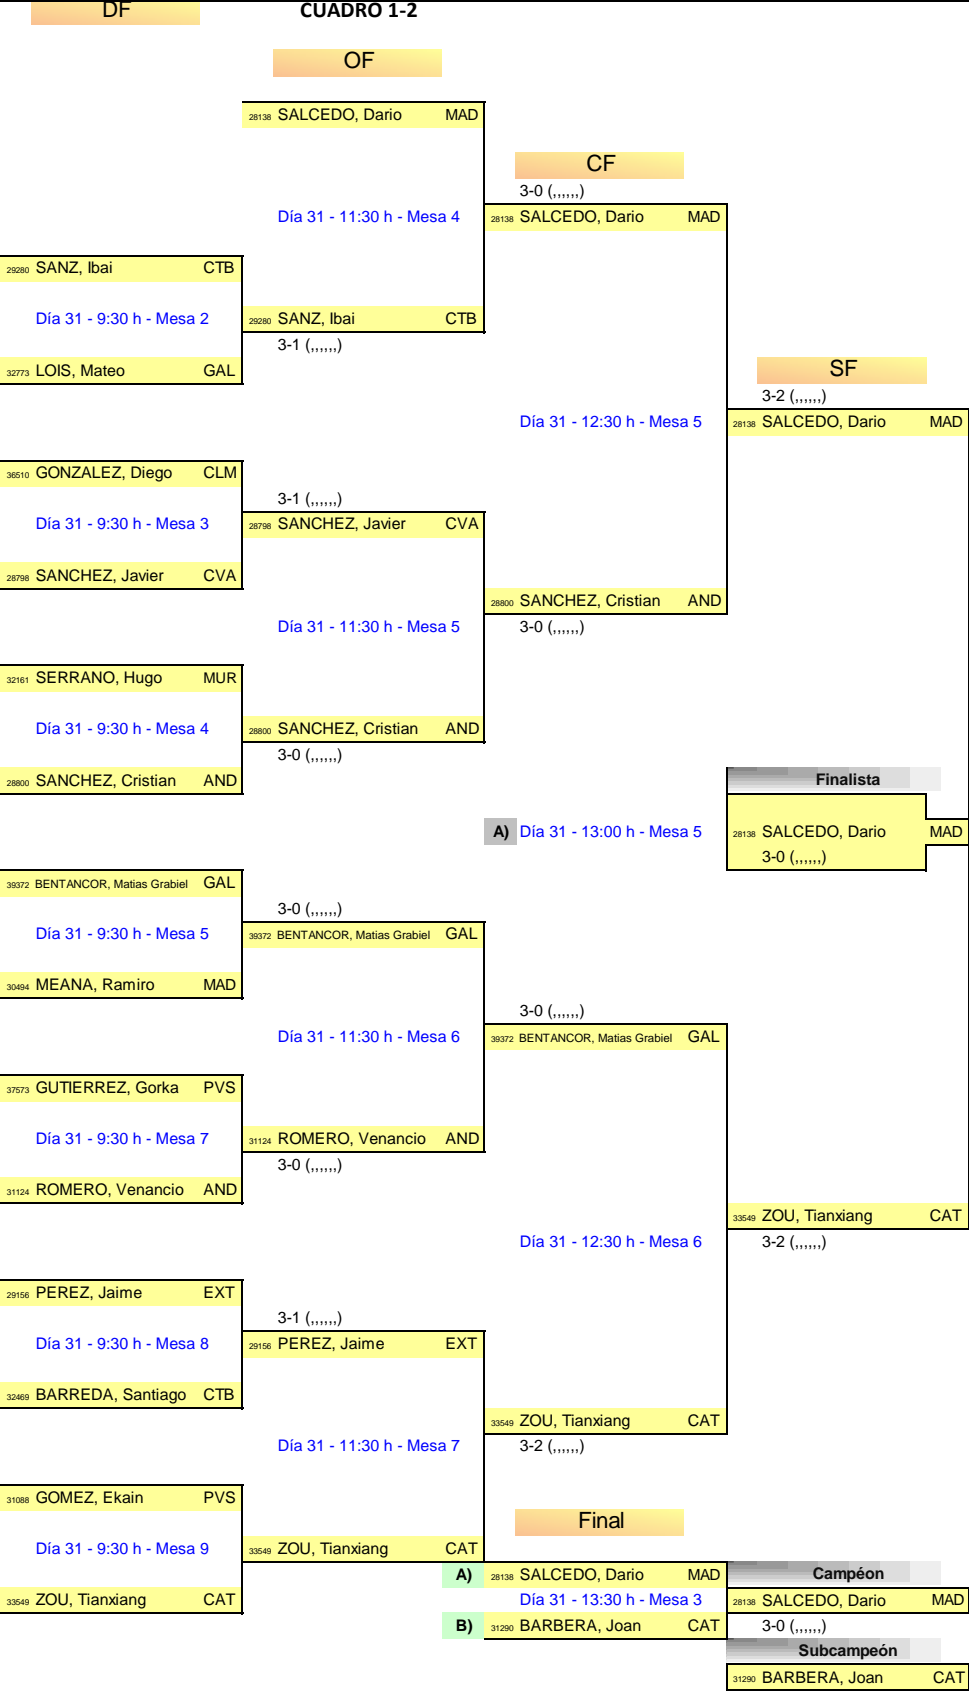 DF
CUADRO 1-2
OF
28138 SALCEDO, Dario MAD
CF
3-0 (,,,,,,)
Día 31 - 11:30 h - Mesa 4
28138 SALCEDO, Dario MAD
29280 SANZ, Ibai CTB
Día 31 - 9:30 h - Mesa 2
29280 SANZ, Ibai CTB
3-1 (,,,,,,)
32773 LOIS, Mateo GAL
SF
3-2 (,,,,,,)
Día 31 - 12:30 h - Mesa 5
28138 SALCEDO, Dario MAD
36510 GONZALEZ, Diego CLM
3-1 (,,,,,,)
Día 31 - 9:30 h - Mesa 3
28798 SANCHEZ, Javier CVA
28798 SANCHEZ, Javier CVA
28800 SANCHEZ, Cristian AND
Día 31 - 11:30 h - Mesa 5
3-0 (,,,,,,)
32161 SERRANO, Hugo MUR
Día 31 - 9:30 h - Mesa 4
28800 SANCHEZ, Cristian AND
3-0 (,,,,,,)
28800 SANCHEZ, Cristian AND
Finalista
A) Día 31 - 13:00 h - Mesa 5
28138 SALCEDO, Dario MAD
3-0 (,,,,,,)
39372 BENTANCOR, Matias Grabiel GAL
3-0 (,,,,,,)
Día 31 - 9:30 h - Mesa 5
39372 BENTANCOR, Matias Grabiel GAL
30494 MEANA, Ramiro MAD
3-0 (,,,,,,)
Día 31 - 11:30 h - Mesa 6
39372 BENTANCOR, Matias Grabiel GAL
37573 GUTIERREZ, Gorka PVS
Día 31 - 9:30 h - Mesa 7
31124 ROMERO, Venancio AND
3-0 (,,,,,,)
31124 ROMERO, Venancio AND
33549 ZOU, Tianxiang CAT
Día 31 - 12:30 h - Mesa 6
3-2 (,,,,,,)
29156 PEREZ, Jaime EXT
3-1 (,,,,,,)
Día 31 - 9:30 h - Mesa 8
29156 PEREZ, Jaime EXT
32469 BARREDA, Santiago CTB
33549 ZOU, Tianxiang CAT
Día 31 - 11:30 h - Mesa 7
3-2 (,,,,,,)
31088 GOMEZ, Ekain PVS
Final
Día 31 - 9:30 h - Mesa 9
33549 ZOU, Tianxiang CAT
A) 28138 SALCEDO, Dario MAD
Campéon
33549 ZOU, Tianxiang CAT
Día 31 - 13:30 h - Mesa 3
28138 SALCEDO, Dario MAD
B) 31290 BARBERA, Joan CAT
3-0 (,,,,,,)
Subcampeón
31290 BARBERA, Joan CAT